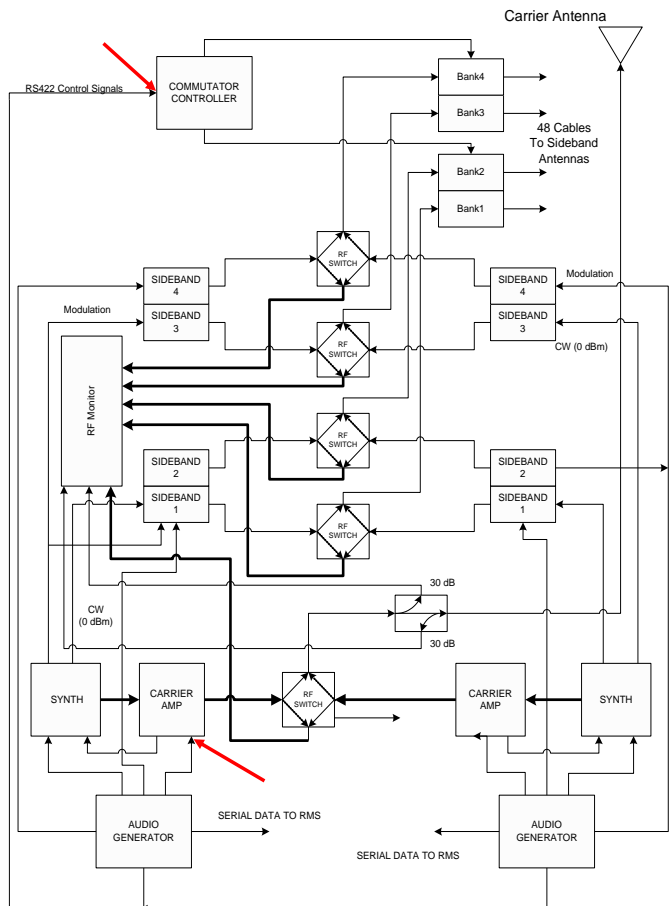 Carrier Antenna
RS422 Control Signals
COMMUTATOR
CONTROLLER
Bank4
Bank3
48 Cables
To Sideband
Antennas
Bank2
Bank1
RF
SWITCH
SIDEBAND
4
SIDEBAND
3
Modulation
SIDEBAND
4
SIDEBAND
3
Modulation
CW (0 dBm)
RF
SWITCH
RF Monitor
RF
SWITCH
SIDEBAND
2
SIDEBAND
1
SIDEBAND
2
SIDEBAND
1
RF
SWITCH
CW
(0 dBm)
30 dB
30 dB
SYNTH
CARRIER
AMP
RF
SWITCH
CARRIER
AMP
SYNTH
AUDIO
GENERATOR
SERIAL DATA TO RMS
SERIAL DATA TO RMS
AUDIO
GENERATOR